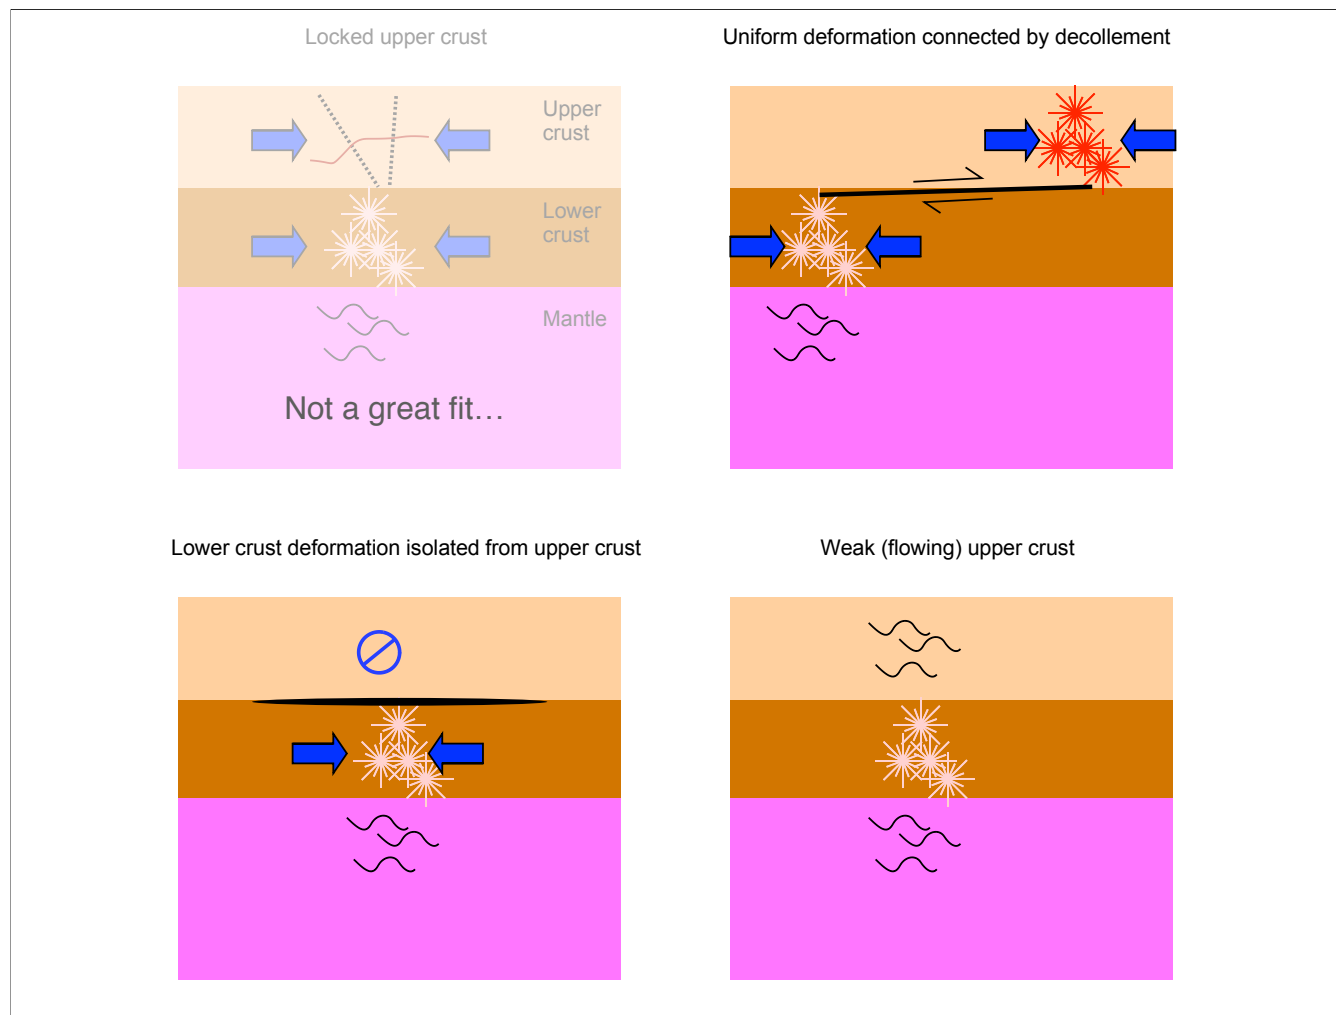 Locked upper crust
Uniform deformation connected by decollement
Upper
crust
Lower
crust
Mantle
Not a great fit…
Lower crust deformation isolated from upper crust
Weak (flowing) upper crust